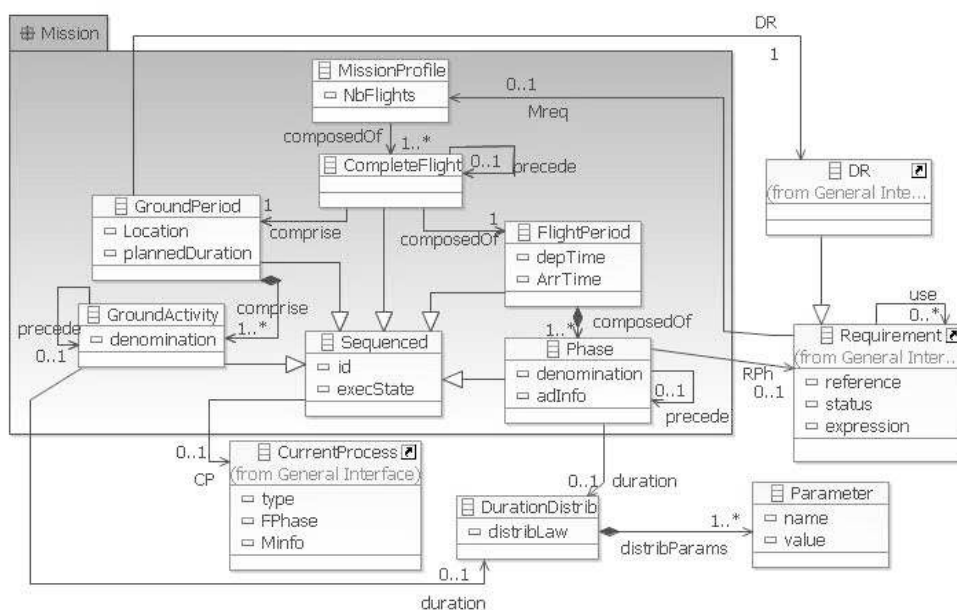 DR
Mission
1
MissionProfile
NbFlights
0..1
Mreq
composedOf
1..*
CompleteFlight
0..1
precede
DR
(from General Inte...
GroundPeriod
1
Location
plannedDuration
comprise
1
composedOf
FlightPeriod
depTime
ArrTime
use
0..*
comprise
1..*
precede
0..1
GroundActivity
denomination
composedOf
1..*
Sequenced
id
execState
Phase
denomination
adInfo
0..1
precede
RPh
0..1
Requirement
(from General Inter...
reference
status
expression
0..1
CP
CurrentProcess
(from General Interface)
type
FPhase
Minfo
0..1
duration
DurationDistrib
distribLaw
1..*
distribParams
Parameter
name
value
0..1
duration